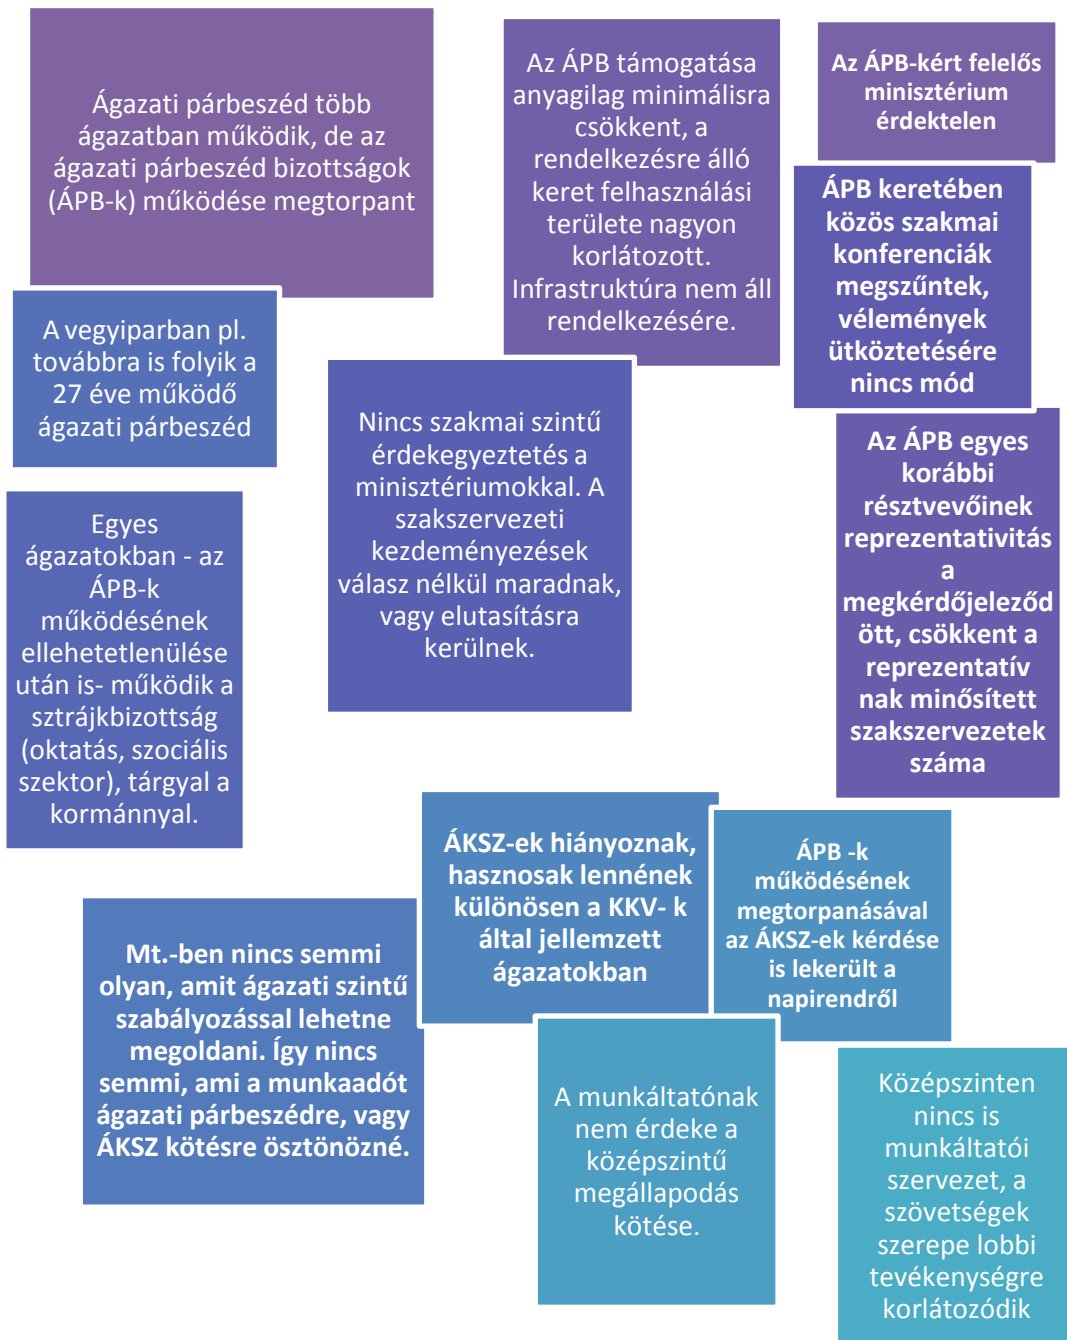 Ágazati párbeszéd több
ágazatban működik, de az
ágazati párbeszéd bizottságok
(ÁPB-k) működése megtorpant
Az ÁPB támogatása
anyagilag minimálisra
csökkent, a
rendelkezésre álló
keret felhasználási
területe nagyon
korlátozott.
Infrastruktúra nem áll
rendelkezésére.
Az ÁPB-kért felelős
minisztérium
érdektelen
ÁPB keretében
közös szakmai
konferenciák
megszűntek,
vélemények
ütköztetésére
nincs mód
A vegyiparban pl.
továbbra is folyik a
27 éve működő
ágazati párbeszéd
Nincs szakmai szintű
érdekegyeztetés a
minisztériumokkal. A
szakszervezeti
kezdeményezések
válasz nélkül maradnak,
vagy elutasításra
kerülnek.
Az ÁPB egyes
korábbi
résztvevőinek
reprezentativitás
a
megkérdőjeleződ
ött, csökkent a
reprezentatív
nak minősített
szakszervezetek
száma
Egyes
ágazatokban - az
ÁPB-k
működésének
ellehetetlenülése
után is- működik a
sztrájkbizottság
(oktatás, szociális
szektor), tárgyal a
kormánnyal.
ÁKSZ-ek hiányoznak,
hasznosak lennének
különösen a KKV- k
által jellemzett
ágazatokban
ÁPB -k
működésének
megtorpanásával
az ÁKSZ-ek kérdése
is lekerült a
napirendről
Mt.-ben nincs semmi
olyan, amit ágazati szintű
szabályozással lehetne
megoldani. Így nincs
semmi, ami a munkaadót
ágazati párbeszédre, vagy
ÁKSZ kötésre ösztönözné.
A munkáltatónak
nem érdeke a
középszintű
megállapodás
kötése.
Középszinten
nincs is
munkáltatói
szervezet, a
szövetségek
szerepe lobbi
tevékenységre
korlátozódik